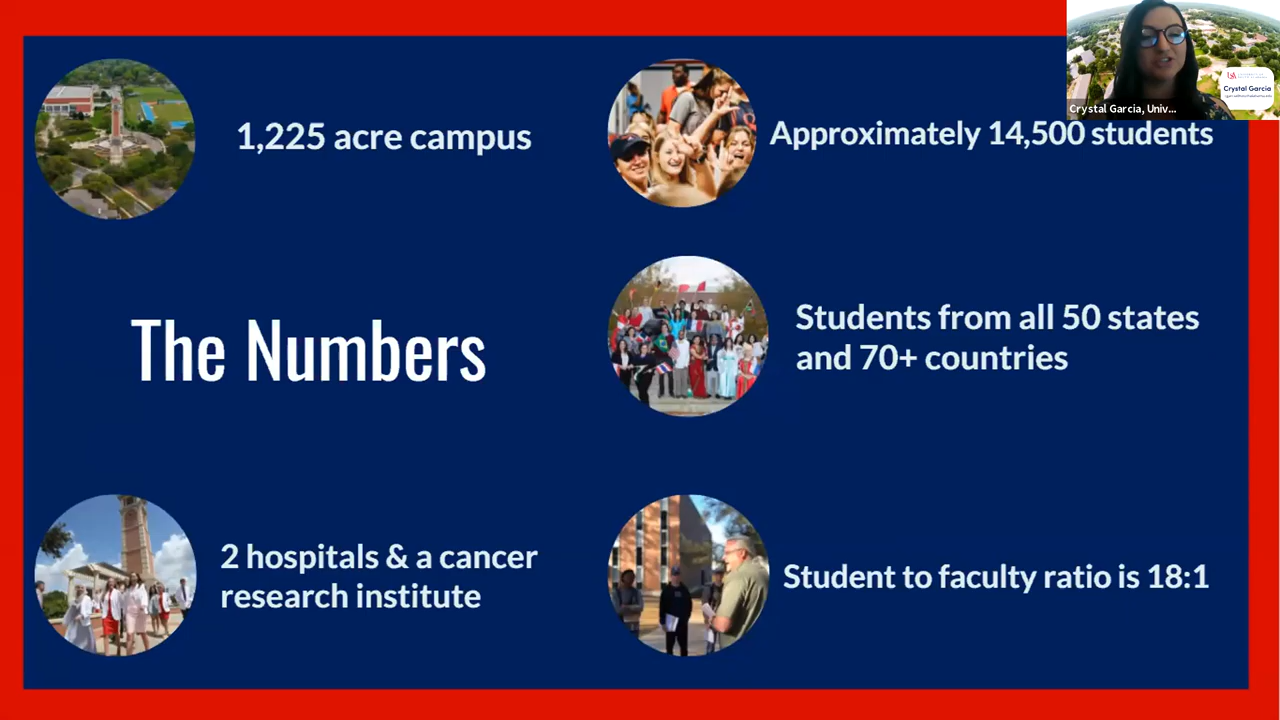 1,225 acre campus
Approximately 14,500 students
Crystal Garcia
Crystal Garcia, Univ...
The Numbers
Students from all 50 states
and 70+ countries
2 hospitals & a cancer
research institute
Student to faculty ratio is 18:1